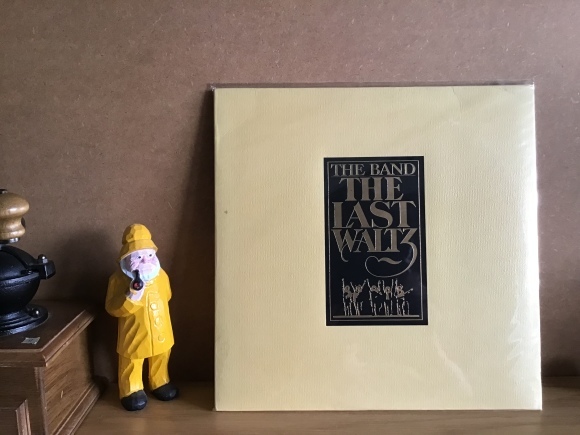 THE BAND
THE
LAST
WALTZ